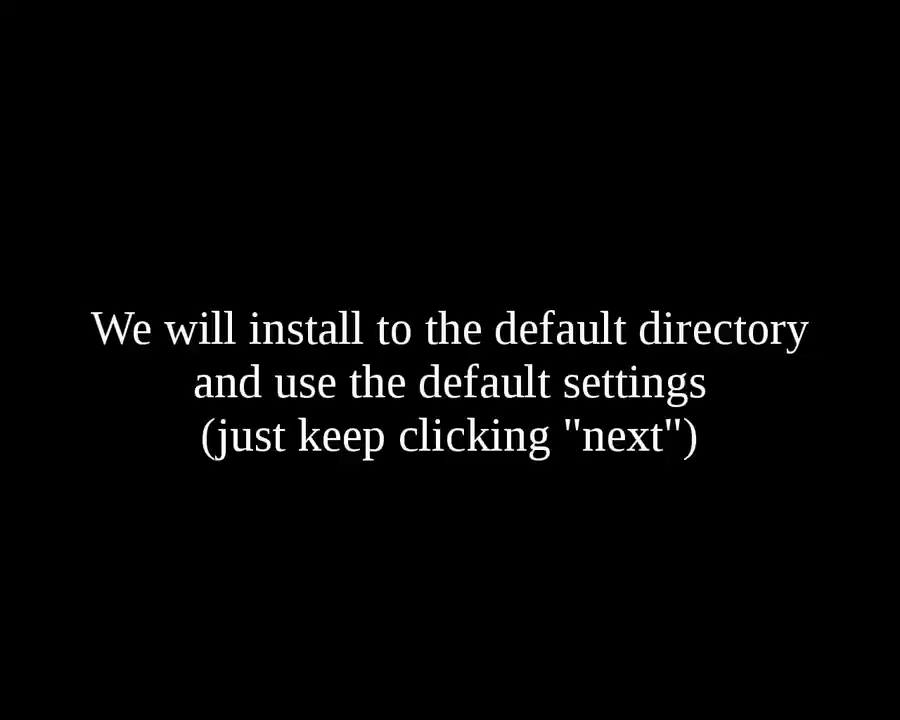 We will install to the default directory
and use the default settings
(just keep clicking "next")